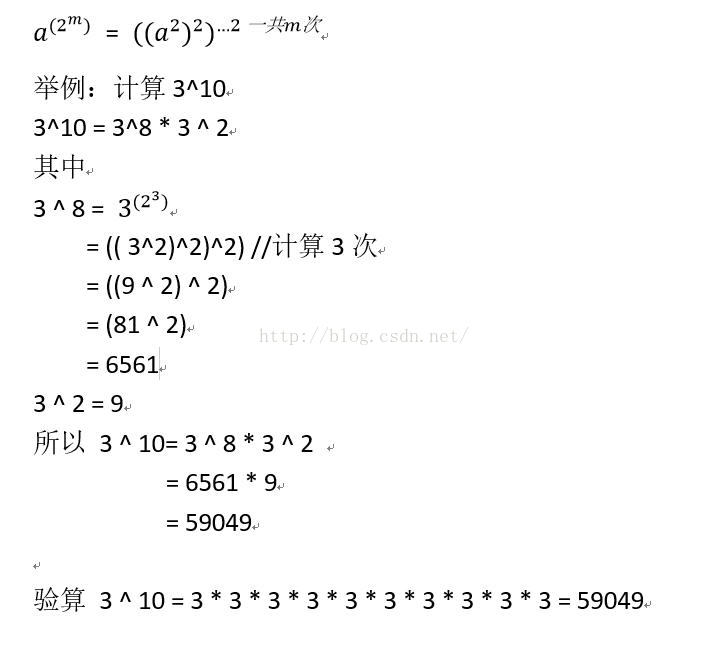 a^(2^m) = ((a^2)^2)^…2 一共m次
举例：计算 3^10
3^10 = 3^8 * 3 ^ 2
其中
3 ^ 8 = 3^(2^3)
= (( 3^2)^2)^2) //计算 3 次
= ((9 ^ 2) ^ 2)
= (81 ^ 2)
http://blog.csdn.net/
= 6561
3 ^ 2 = 9
所以 3 ^ 10= 3 ^ 8 * 3 ^ 2
= 6561 * 9
= 59049
验算 3 ^ 10 = 3 * 3 * 3 * 3 * 3 * 3 * 3 * 3 * 3 * 3 = 59049